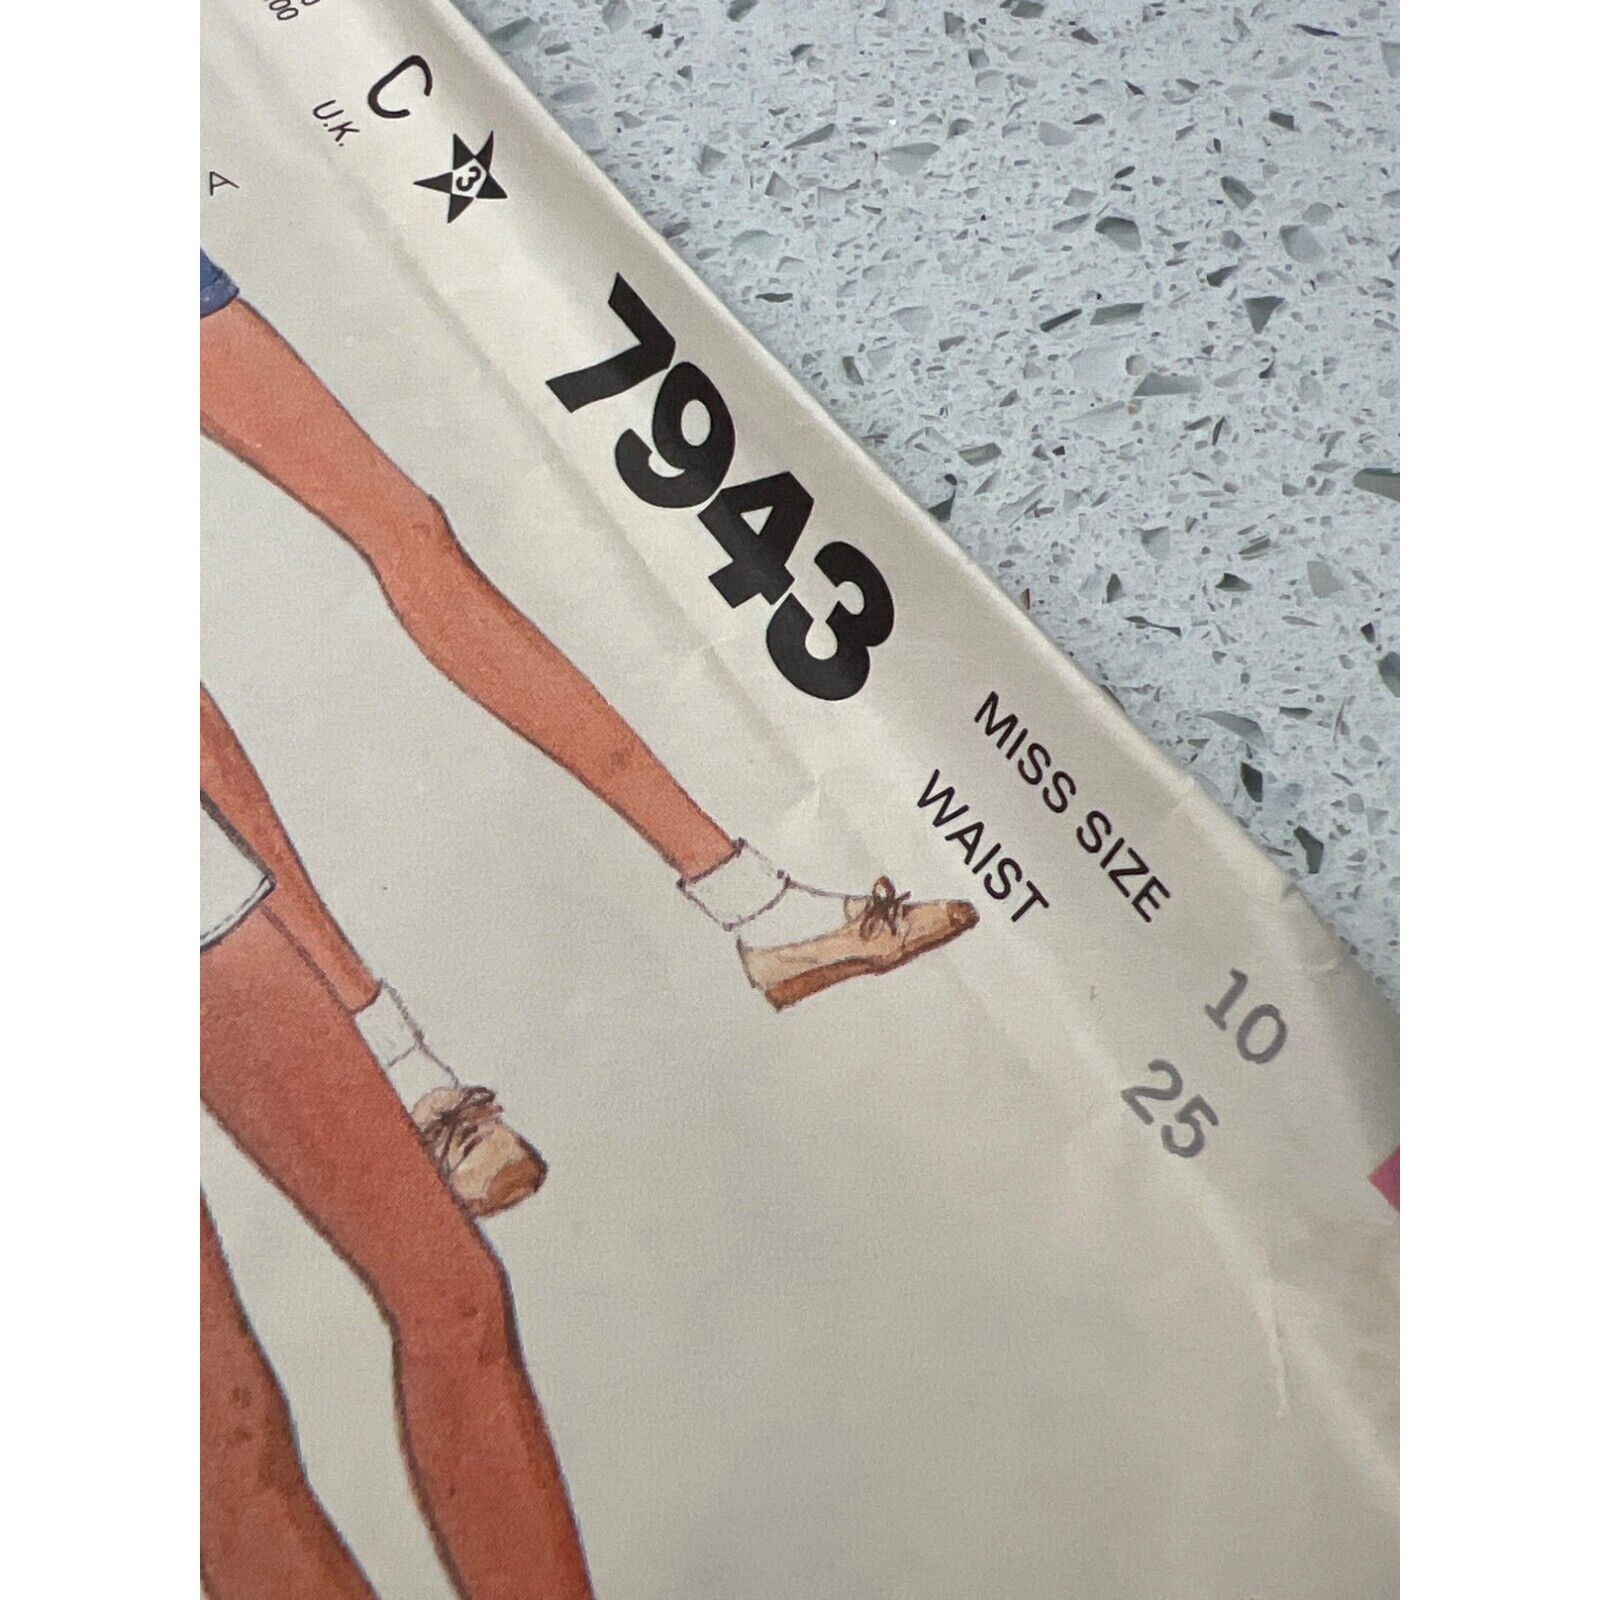 C
U.K.
3
A
7943
MISS SIZE 10
WAIST 25